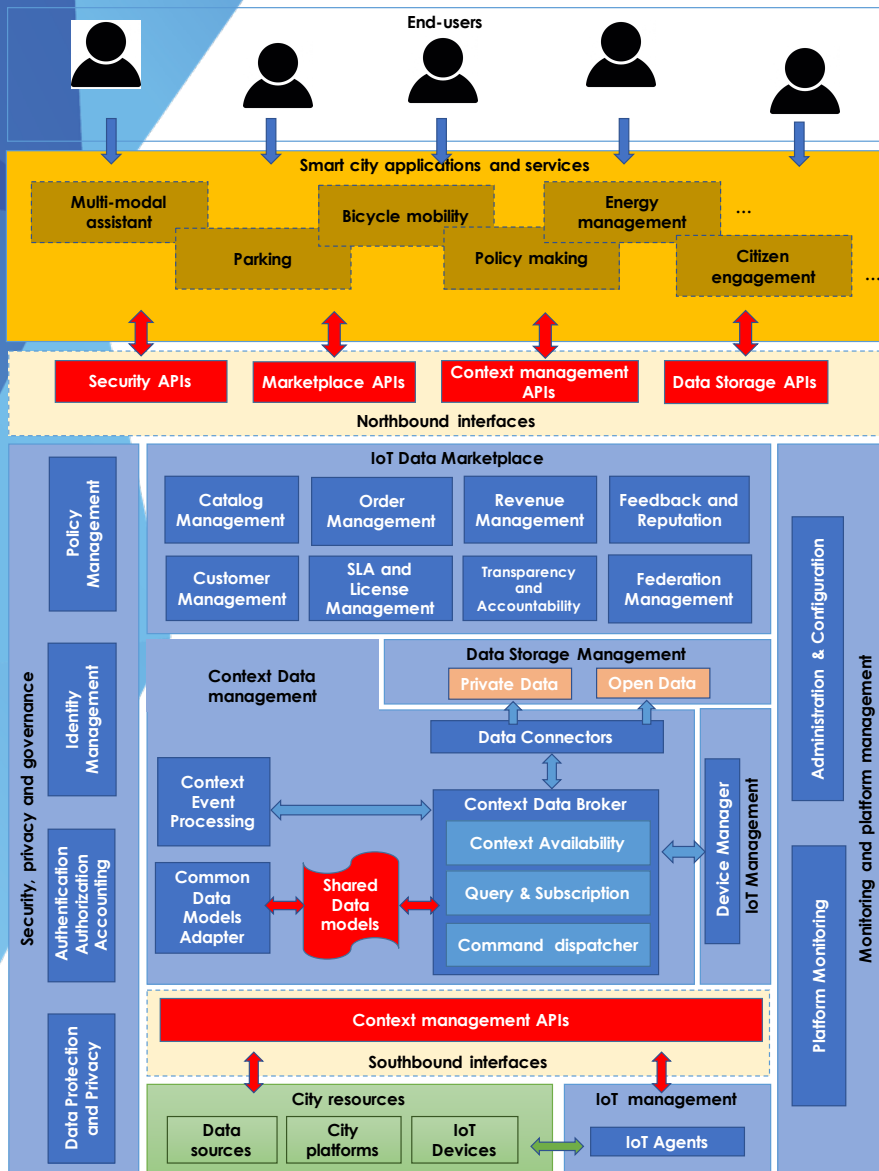 End-users
Smart city applications and services
Multi-modal
assistant
Bicycle mobility
Energy
management
...
Parking
Policy making
Citizen
engagement
...
Security APIs
Marketplace APIs
Context management
APIs
Data Storage APIs
Northbound interfaces
Security, privacy and governance
Policy
Management
Identity
Management
Authentication
Authorization
Accounting
Data Protection
and Privacy
IoT Data Marketplace
Catalog
Management
Order
Management
Revenue
Management
Feedback and
Reputation
Customer
Management
SLA and
License
Management
Transparency
and
Accountability
Federation
Management
Context Data
management
Data Storage Management
Private Data
Open Data
Data Connectors
Context
Event
Processing
Context Data Broker
Context Availability
Query & Subscription
Command dispatcher
Common
Data
Models
Adapter
Shared
Data
models
Device Manager
IoT Management
Administration & Configuration
Platform Monitoring
Monitoring and platform management
Context management APIs
Southbound interfaces
City resources
Data
sources
City
platforms
IoT
Devices
IoT management
IoT Agents